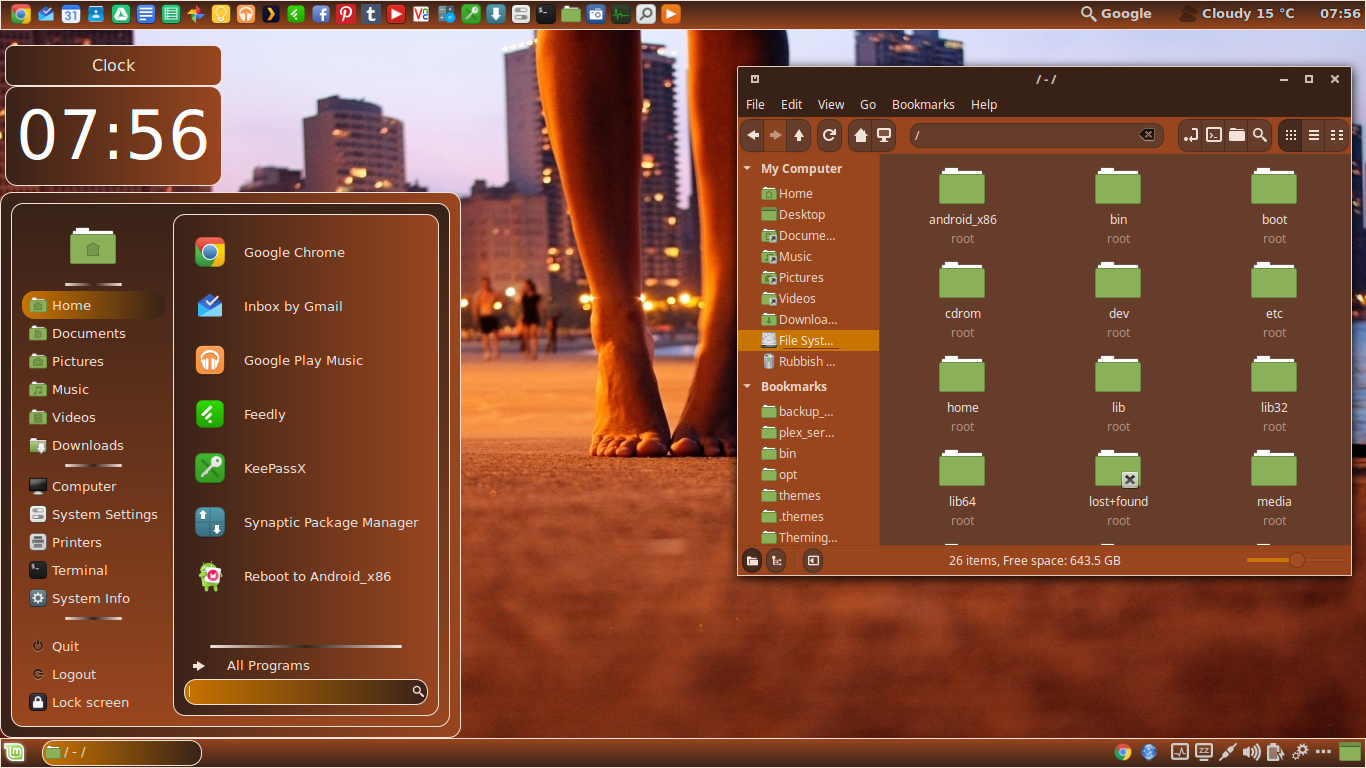 31
Google
Cloudy 15 °C
07:56
Clock
07:56
Home
Documents
Pictures
Music
Videos
Downloads
Computer
System Settings
Printers
Terminal
System Info
Quit
Logout
Lock screen
Google Chrome
Inbox by Gmail
Google Play Music
Feedly
KeePassX
Synaptic Package Manager
Reboot to Android_x86
All Programs
/ - /
File Edit View Go Bookmarks Help
/
My Computer
Home
Desktop
Docume...
Music
Pictures
Videos
Downloa...
File Syst...
Rubbish ...
Bookmarks
backup_...
plex_ser...
bin
opt
themes
.themes
Theming...
android_x86 bin boot
root root root
cdrom dev etc
root root root
home lib lib32
root root root
lib64 lost+found media
root root root
26 items, Free space: 643.5 GB
/ - /
zz